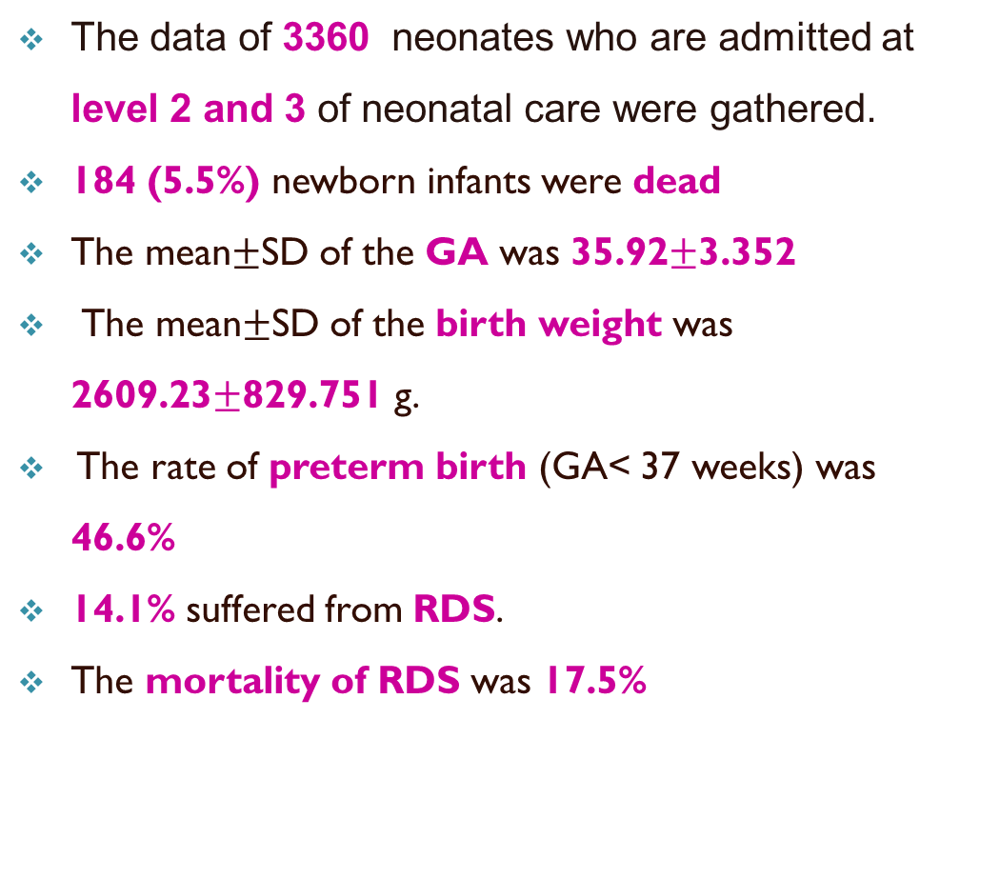 ❖ The data of 3360 neonates who are admitted at
level 2 and 3 of neonatal care were gathered.
❖ 184 (5.5%) newborn infants were dead
❖ The mean±SD of the GA was 35.92±3.352
❖ The mean±SD of the birth weight was
2609.23±829.751 g.
❖ The rate of preterm birth (GA< 37 weeks) was
46.6%
❖ 14.1% suffered from RDS.
❖ The mortality of RDS was 17.5%